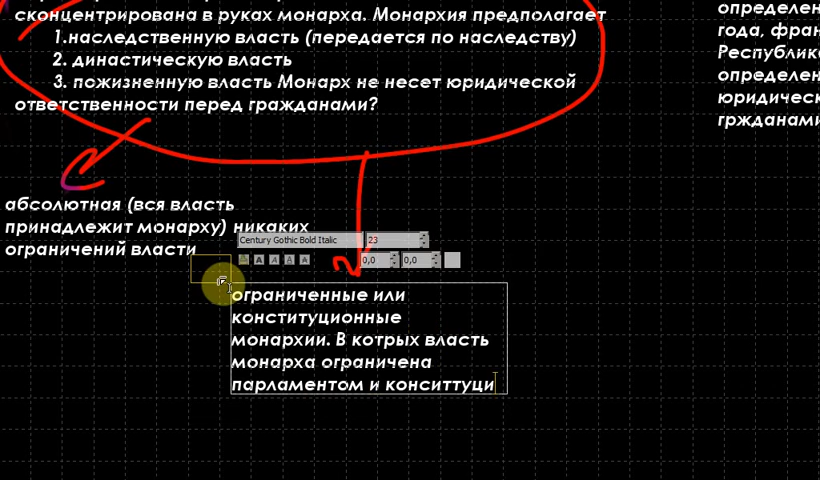 сконцентрирована в руках монарха. Монархия предполагает
1.наследственную власть (передается по наследству)
2. династическую власть
3. пожизненную власть Монарх не несет юридической
ответственности перед гражданами?
определен
года, фран
Республика
определен
юридическ
гржданами
абсолютная (вся власть
принадлежит монарху) никаких
ограничений власти
Century Gothic Bold Italic 23
A A A A A 0,0 0,0
ограниченные или
конституционные
монархии. В котрых власть
монарха ограничена
парламентом и конситтуци